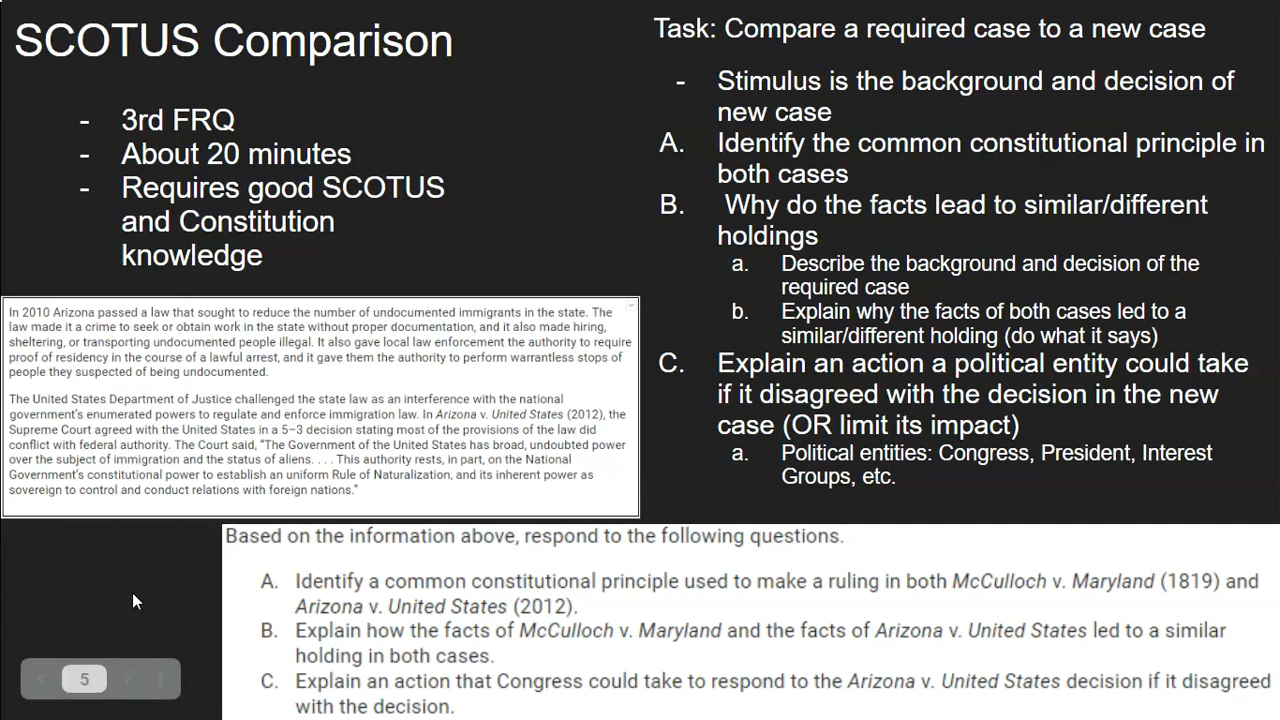 SCOTUS Comparison
- 3rd FRQ
- About 20 minutes
- Requires good SCOTUS
and Constitution
knowledge
Task: Compare a required case to a new case
- Stimulus is the background and decision of
new case
A. Identify the common constitutional principle in
both cases
B. Why do the facts lead to similar/different
holdings
a. Describe the background and decision of the
required case
b. Explain why the facts of both cases led to a
similar/different holding (do what it says)
C. Explain an action a political entity could take
if it disagreed with the decision in the new
case (OR limit its impact)
a. Political entities: Congress, President, Interest
Groups, etc.
In 2010 Arizona passed a law that sought to reduce the number of undocumented immigrants in the state. The
law made it a crime to seek or obtain work in the state without proper documentation, and it also made hiring,
sheltering, or transporting undocumented people illegal. It also gave local law enforcement the authority to require
proof of residency in the course of a lawful arrest, and it gave them the authority to perform warrantless stops of
people they suspected of being undocumented.
The United States Department of Justice challenged the state law as an interference with the national
government's enumerated powers to regulate and enforce immigration law. In Arizona v. United States (2012), the
Supreme Court agreed with the United States in a 5–3 decision stating most of the provisions of the law did
conflict with federal authority. The Court said, "The Government of the United States has broad, undoubted power
over the subject of immigration and the status of aliens. . . . This authority rests, in part, on the National
Government's constitutional power to establish an uniform Rule of Naturalization, and its inherent power as
sovereign to control and conduct relations with foreign nations."
Based on the information above, respond to the following questions.
A. Identify a common constitutional principle used to make a ruling in both McCulloch v. Maryland (1819) and
Arizona v. United States (2012).
B. Explain how the facts of McCulloch v. Maryland and the facts of Arizona v. United States led to a similar
holding in both cases.
C. Explain an action that Congress could take to respond to the Arizona v. United States decision if it disagreed
with the decision.
5